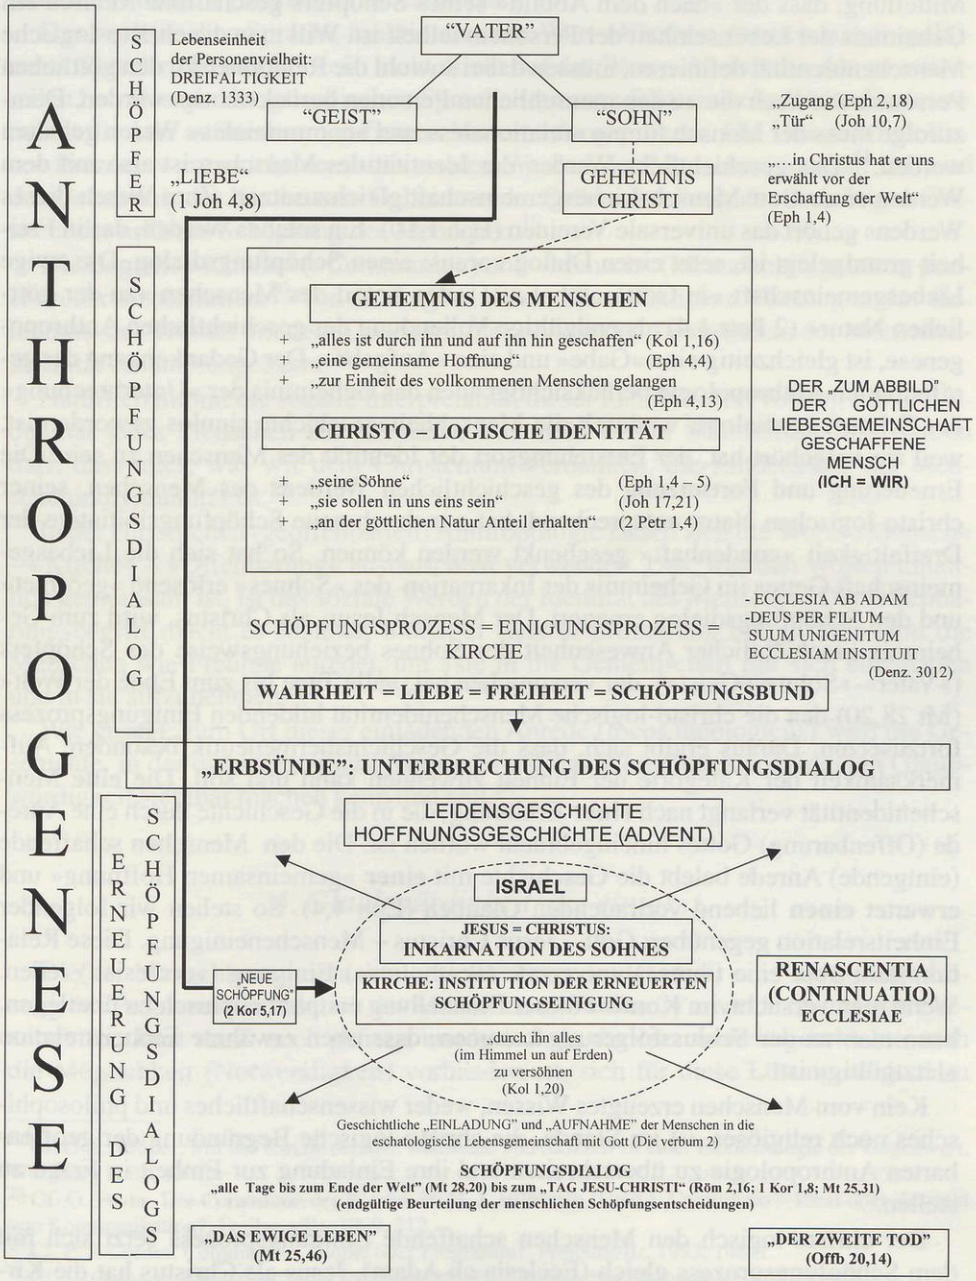 ANTHROPOGENESE
SCHÖPFER
Lebenseinheit
der Personenvielheit:
DREIFALTIGKEIT
(Denz. 1333)
“VATER”
“GEIST”
“SOHN”
„Zugang (Eph 2,18)
„Tür“ (Joh 10,7)
„LIEBE“
(1 Joh 4,8)
GEHEIMNIS
CHRISTI
„....in Christus hat er uns
erwählt vor der
Erschaffung der Welt“
(Eph 1,4)
SCHÖPFUNGSDIALOG
GEHEIMNIS DES MENSCHEN
+ „alles ist durch ihn und auf ihn hin geschaffen“ (Kol 1,16)
+ „eine gemeinsame Hoffnung“ (Eph 4,4)
+ „zur Einheit des vollkommenen Menschen gelangen
(Eph 4,13)
CHRISTO – LOGISCHE IDENTITÄT
+ „seine Söhne“ (Eph 1,4 – 5)
+ „sie sollen in uns eins sein“ (Joh 17,21)
+ „an der göttlichen Natur Anteil erhalten“ (2 Petr 1,4)
DER „ZUM ABBILD”
DER GÖTTLICHEN
LIEBESGEMEINSCHAFT
GESCHAFFENE
MENSCH
(ICH = WIR)
SCHÖPFUNGSPROZESS = EINIGUNGSPROZESS =
KIRCHE
- ECCLESIA AB ADAM
-DEUS PER FILIUM
SUUM UNIGENITUM
ECCLESIAM INSTITUIT
(Denz. 3012)
WAHRHEIT = LIEBE = FREIHEIT = SCHÖPFUNGSBUND
„ERBSÜNDE”: UNTERBRECHUNG DES SCHÖPFUNGSDIALOG
ERNEUERUNG DES
SCHÖPFUNGSDIALOGS
LEIDENSGESCHICHTE
HOFFNUNGSGESCHICHTE (ADVENT)
ISRAEL
JESUS = CHRISTUS:
INKARNATION DES SOHNES
„NEUE
SCHÖPFUNG“
(2 Kor 5,17)
KIRCHE: INSTITUTION DER ERNEUERTEN
SCHÖPFUNGSEINIGUNG
RENASCENTIA
(CONTINUATIO)
ECCLESIAE
„durch ihn alles
(im Himmel un auf Erden)
zu versöhnen
(Kol 1,20)
Geschichtliche „EINLADUNG” und „AUFNAHME” der Menschen in die
eschatologische Lebensgemeinschaft mit Gott (Die verbum 2)
SCHÖPFUNGSDIALOG
„alle Tage bis zum Ende der Welt“ (Mt 28,20) bis zum „TAG JESU-CHRISTI“ (Röm 2,16; 1 Kor 1,8; Mt 25,31)
(endgültige Beurteilung der menschlichen Schöpfungsentscheidungen)
„DAS EWIGE LEBEN“
(Mt 25,46)
„DER ZWEITE TOD”
(Offb 20,14)